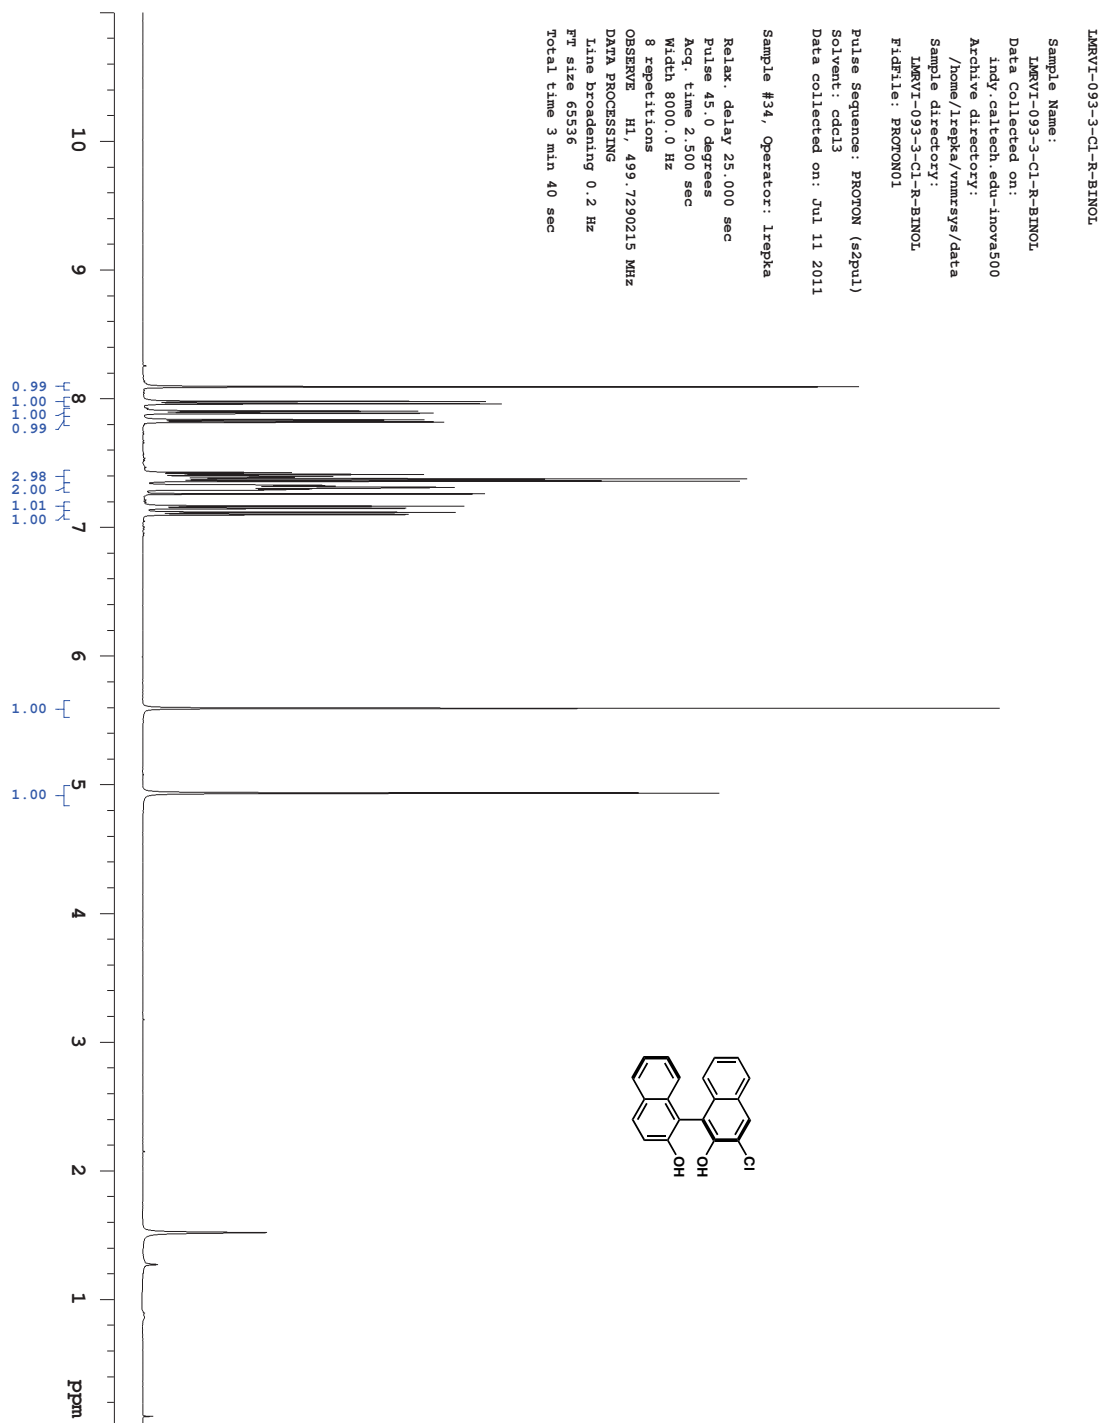 LMRVI-093-3-Cl-R-BINOL
Sample Name:
LMRVI-093-3-Cl-R-BINOL
Data Collected on:
indy.caltech.edu-inova500
Archive directory:
/home/lrepka/vnmrsys/data
Sample directory:
LMRVI-093-3-Cl-R-BINOL
FidFile: PROTON01
Pulse Sequence: PROTON (s2pul)
Solvent: cdcl3
Data collected on: Jul 11 2011
Sample #34, Operator: lrepka
Relax. delay 25.000 sec
Pulse 45.0 degrees
Acq. time 2.500 sec
Width 8000.0 Hz
8 repetitions
OBSERVE H1, 499.7290215 MHz
DATA PROCESSING
Line broadening 0.2 Hz
FT size 65536
Total time 3 min 40 sec
Cl
OH
OH
10 9 8 7 6 5 4 3 2 1 ppm
0.99
1.00
1.00
0.99
2.98
2.00
1.01
1.00
1.00
1.00